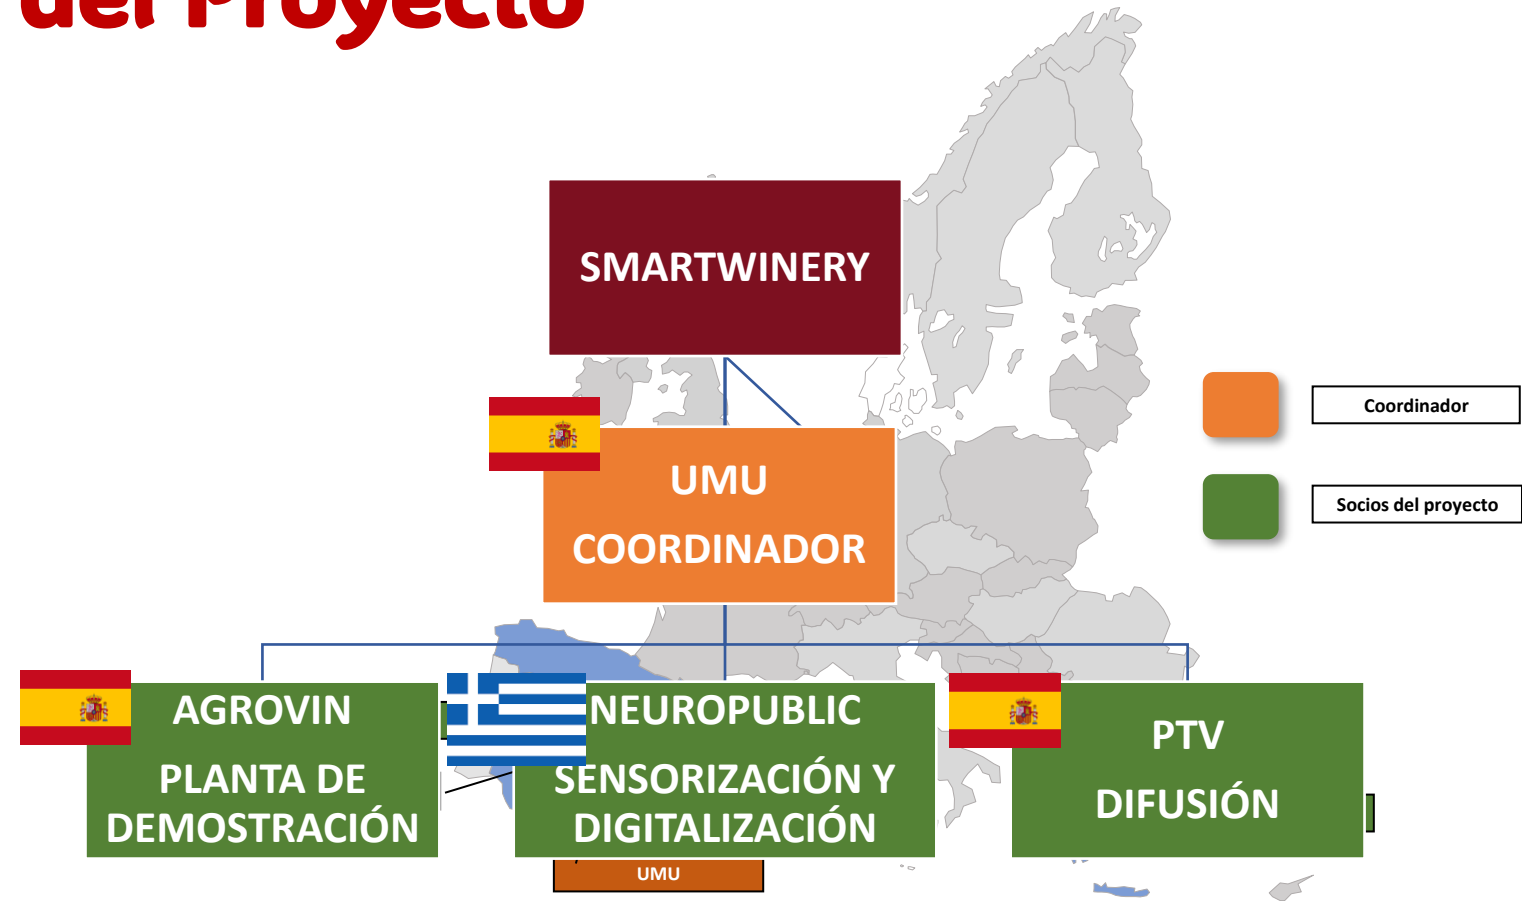 del Proyecto
SMARTWINERY
UMU
COORDINADOR
Coordinador
Socios del proyecto
AGROVIN
PLANTA DE
DEMOSTRACIÓN
NEUROPUBLIC
SENSORIZACIÓN Y
DIGITALIZACIÓN
PTV
DIFUSIÓN
UMU